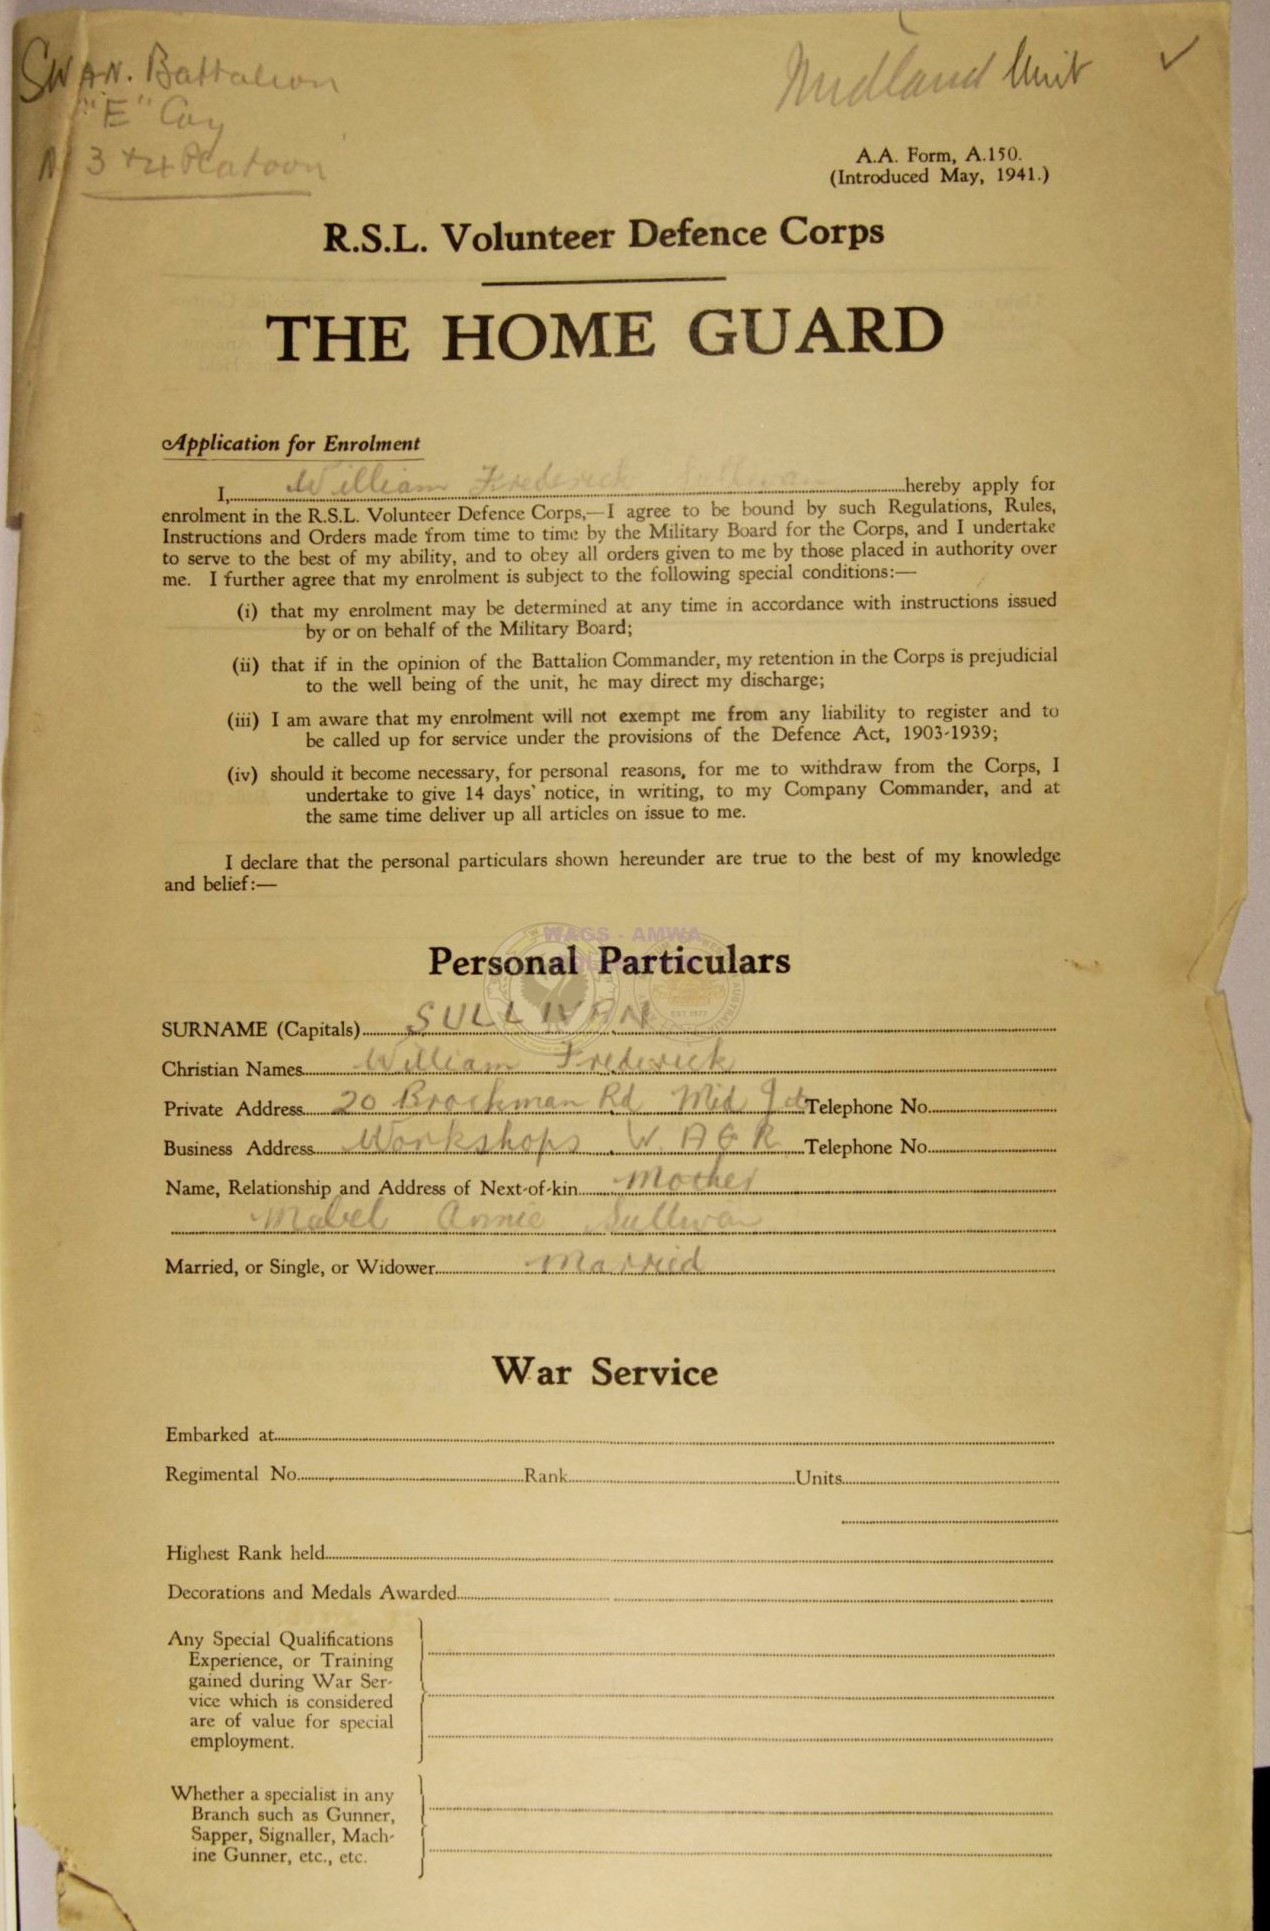 SWAN. Battalion
Midland Unit
"E" Coy
N 3 + 4 Platoon
A.A. Form, A.150.
(Introduced May, 1941.)
R.S.L. Volunteer Defence Corps
THE HOME GUARD
Application for Enrolment
I, William Frederick Sullivan hereby apply for
enrolment in the R.S.L. Volunteer Defence Corps,—I agree to be bound by such Regulations, Rules,
Instructions and Orders made from time to time by the Military Board for the Corps, and I undertake
to serve to the best of my ability, and to obey all orders given to me by those placed in authority over
me. I further agree that my enrolment is subject to the following special conditions:—
(i) that my enrolment may be determined at any time in accordance with instructions issued
by or on behalf of the Military Board;
(ii) that if in the opinion of the Battalion Commander, my retention in the Corps is prejudicial
to the well being of the unit, he may direct my discharge;
(iii) I am aware that my enrolment will not exempt me from any liability to register and to
be called up for service under the provisions of the Defence Act, 1903-1939;
(iv) should it become necessary, for personal reasons, for me to withdraw from the Corps, I
undertake to give 14 days' notice, in writing, to my Company Commander, and at
the same time deliver up all articles on issue to me.
I declare that the personal particulars shown hereunder are true to the best of my knowledge
and belief:—
WAGS - AMWA
Personal Particulars
SURNAME (Capitals) SULLIVAN
Christian Names William Frederick
Private Address 20 Brockman Rd Mid Jct Telephone No.
Business Address Workshops W.A.G.R. Telephone No.
Name, Relationship and Address of Next-of-kin Mother
Mabel Annie Sullivan
Married, or Single, or Widower Married
War Service
Embarked at
Regimental No. Rank Units
Highest Rank held
Decorations and Medals Awarded
Any Special Qualifications
Experience, or Training
gained during War Ser-
vice which is considered
are of value for special
employment.
Whether a specialist in any
Branch such as Gunner,
Sapper, Signaller, Mach-
ine Gunner, etc., etc.